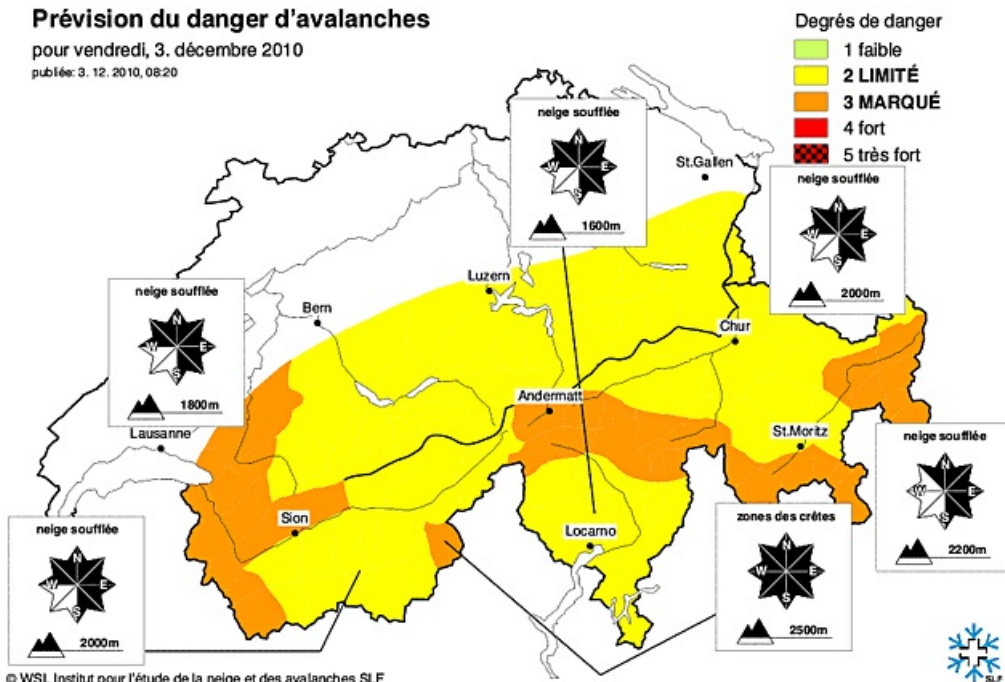 Prévision du danger d'avalanches
pour vendredi, 3. décembre 2010
publiée: 3. 12. 2010, 08:20
Degrés de danger
1 faible
2 LIMITÉ
3 MARQUÉ
4 fort
5 très fort
neige soufflée
N
W E
S
1600m
St.Gallen
neige soufflée
N
W E
S
2000m
Luzern
neige soufflée
N
W E
S
1800m
Bern
Chur
Andermatt
Lausanne
St.Moritz
neige soufflée
N
W E
S
2200m
Sion
Locarno
neige soufflée
N
W E
S
2000m
zones des crêtes
N
W E
S
2500m
© WSL Institut pour l'étude de la neige et des avalanches SLF
SLF